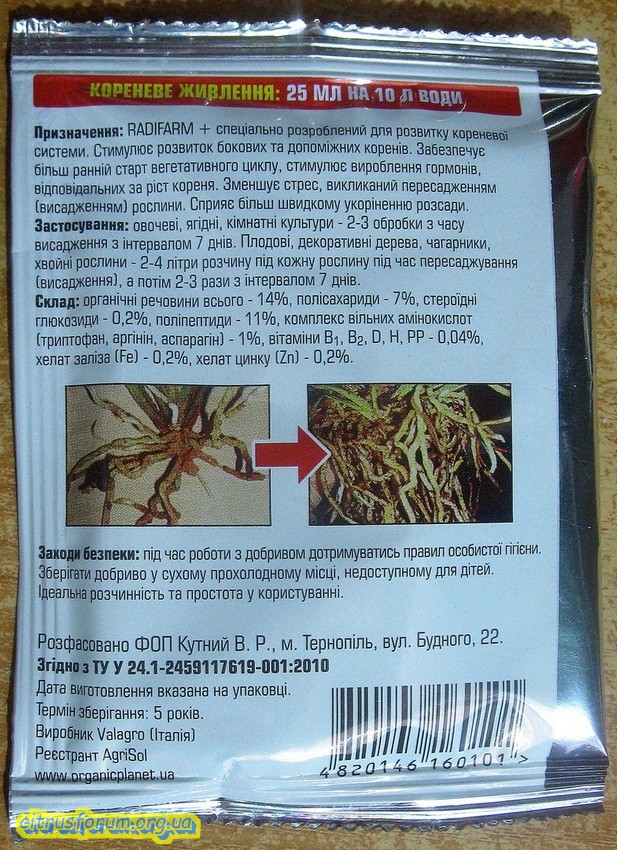 КОРЕНЕВЕ ЖИВЛЕННЯ: 25 МЛ НА 10 Л ВОДИ
Призначення: RADIFARM + спеціально розроблений для розвитку кореневої
системи. Стимулює розвиток бокових та допоміжних коренів. Забезпечує
більш ранній старт вегетативного циклу, стимулює вироблення гормонів,
відповідальних за ріст кореня. Зменшує стрес, викликаний пересадженням
(висадженням) рослини. Сприяє більш швидкому укоріненню розсади.
Застосування: овочеві, ягідні, кімнатні культури - 2-3 обробки з часу
висадження з інтервалом 7 днів. Плодові, декоративні дерева, чагарники,
хвойні рослини - 2-4 літри розчину під кожну рослину під час пересаджування
(висадження), а потім 2-3 рази з інтервалом 7 днів.
Склад: органічні речовини всього - 14%, полісахариди - 7%, стероїдні
глюкозиди - 0,2%, поліпептиди - 11%, комплекс вільних амінокислот
(триптофан, аргінін, аспарагін) - 1%, вітаміни B1, B2, D, H, PP - 0,04%,
хелат заліза (Fe) - 0,2%, хелат цинку (Zn) - 0,2%.
Заходи безпеки: під час роботи з добривом дотримуватись правил особистої гігієни.
Зберігати добриво у сухому прохолодному місці, недоступному для дітей.
Ідеальна розчинність та простота у користуванні.
Розфасовано ФОП Кутний В. Р., м. Тернопіль, вул. Будного, 22.
Згідно з ТУ У 24.1-2459117619-001:2010
Дата виготовлення вказана на упаковці.
Термін зберігання: 5 років.
Виробник Valagro (Італія)
Реєстрант AgriSol
www.organicplanet.ua
4 820146 160101 >
citrusforum.org.ua